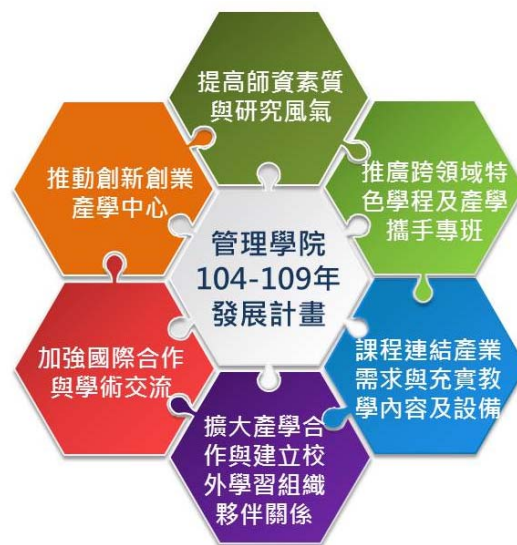 提高師資素質
與研究風氣
推廣跨領域特
色學程及產學
攜手專班
課程連結產業
需求與充實教
學內容及設備
擴大產學合
作與建立校
外學習組織
夥伴關係
加強國際合作
與學術交流
推動創新創業
產學中心
管理學院
104-109年
發展計畫